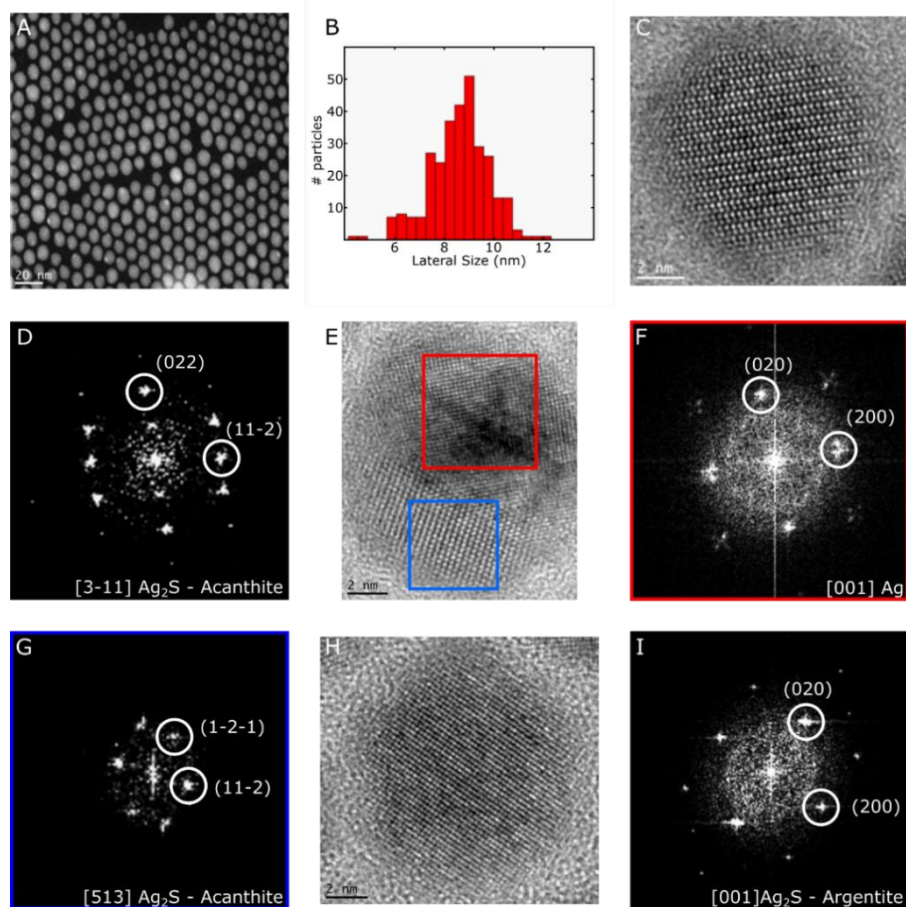 A
20 nm
B
# particles
50
40
30
20
10
6
8
10
12
Lateral Size (nm)
C
2 nm
D
(022)
(11-2)
[3-11] Ag₂S - Acanthite
E
2 nm
F
(020)
(200)
[001] Ag
G
(1-2-1)
(11-2)
[513] Ag₂S - Acanthite
H
2 nm
I
(020)
(200)
[001]Ag₂S - Argentite